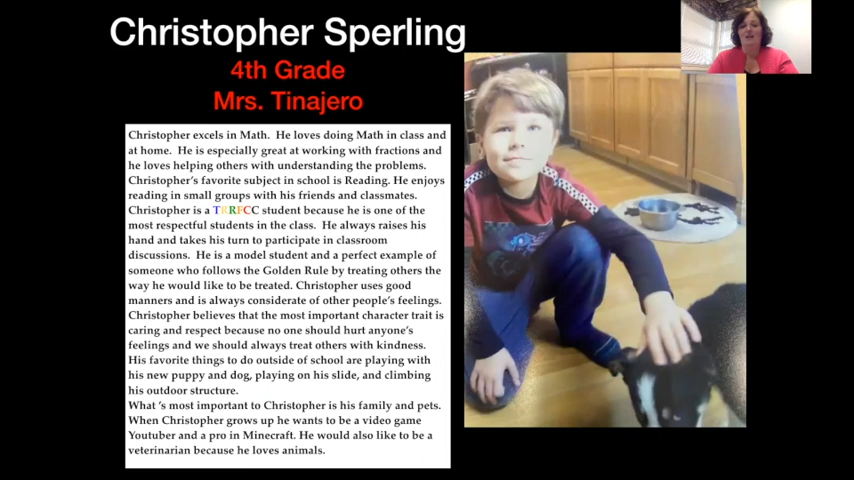 Christopher Sperling
4th Grade
Mrs. Tinajero
Christopher excels in Math.  He loves doing Math in class and
at home.  He is especially great at working with fractions and
he loves helping others with understanding the problems.
Christopher's favorite subject in school is Reading. He enjoys
reading in small groups with his friends and classmates.
Christopher is a TRRFCC student because he is one of the
most respectful students in the class.  He always raises his
hand and takes his turn to participate in classroom
discussions.  He is a model student and a perfect example of
someone who follows the Golden Rule by treating others the
way he would like to be treated. Christopher uses good
manners and is always considerate of other people's feelings.
Christopher believes that the most important character trait is
caring and respect because no one should hurt anyone's
feelings and we should always treat others with kindness.
His favorite things to do outside of school are playing with
his new puppy and dog, playing on his slide, and climbing
his outdoor structure.
What 's most important to Christopher is his family and pets.
When Christopher grows up he wants to be a video game
Youtuber and a pro in Minecraft. He would also like to be a
veterinarian because he loves animals.